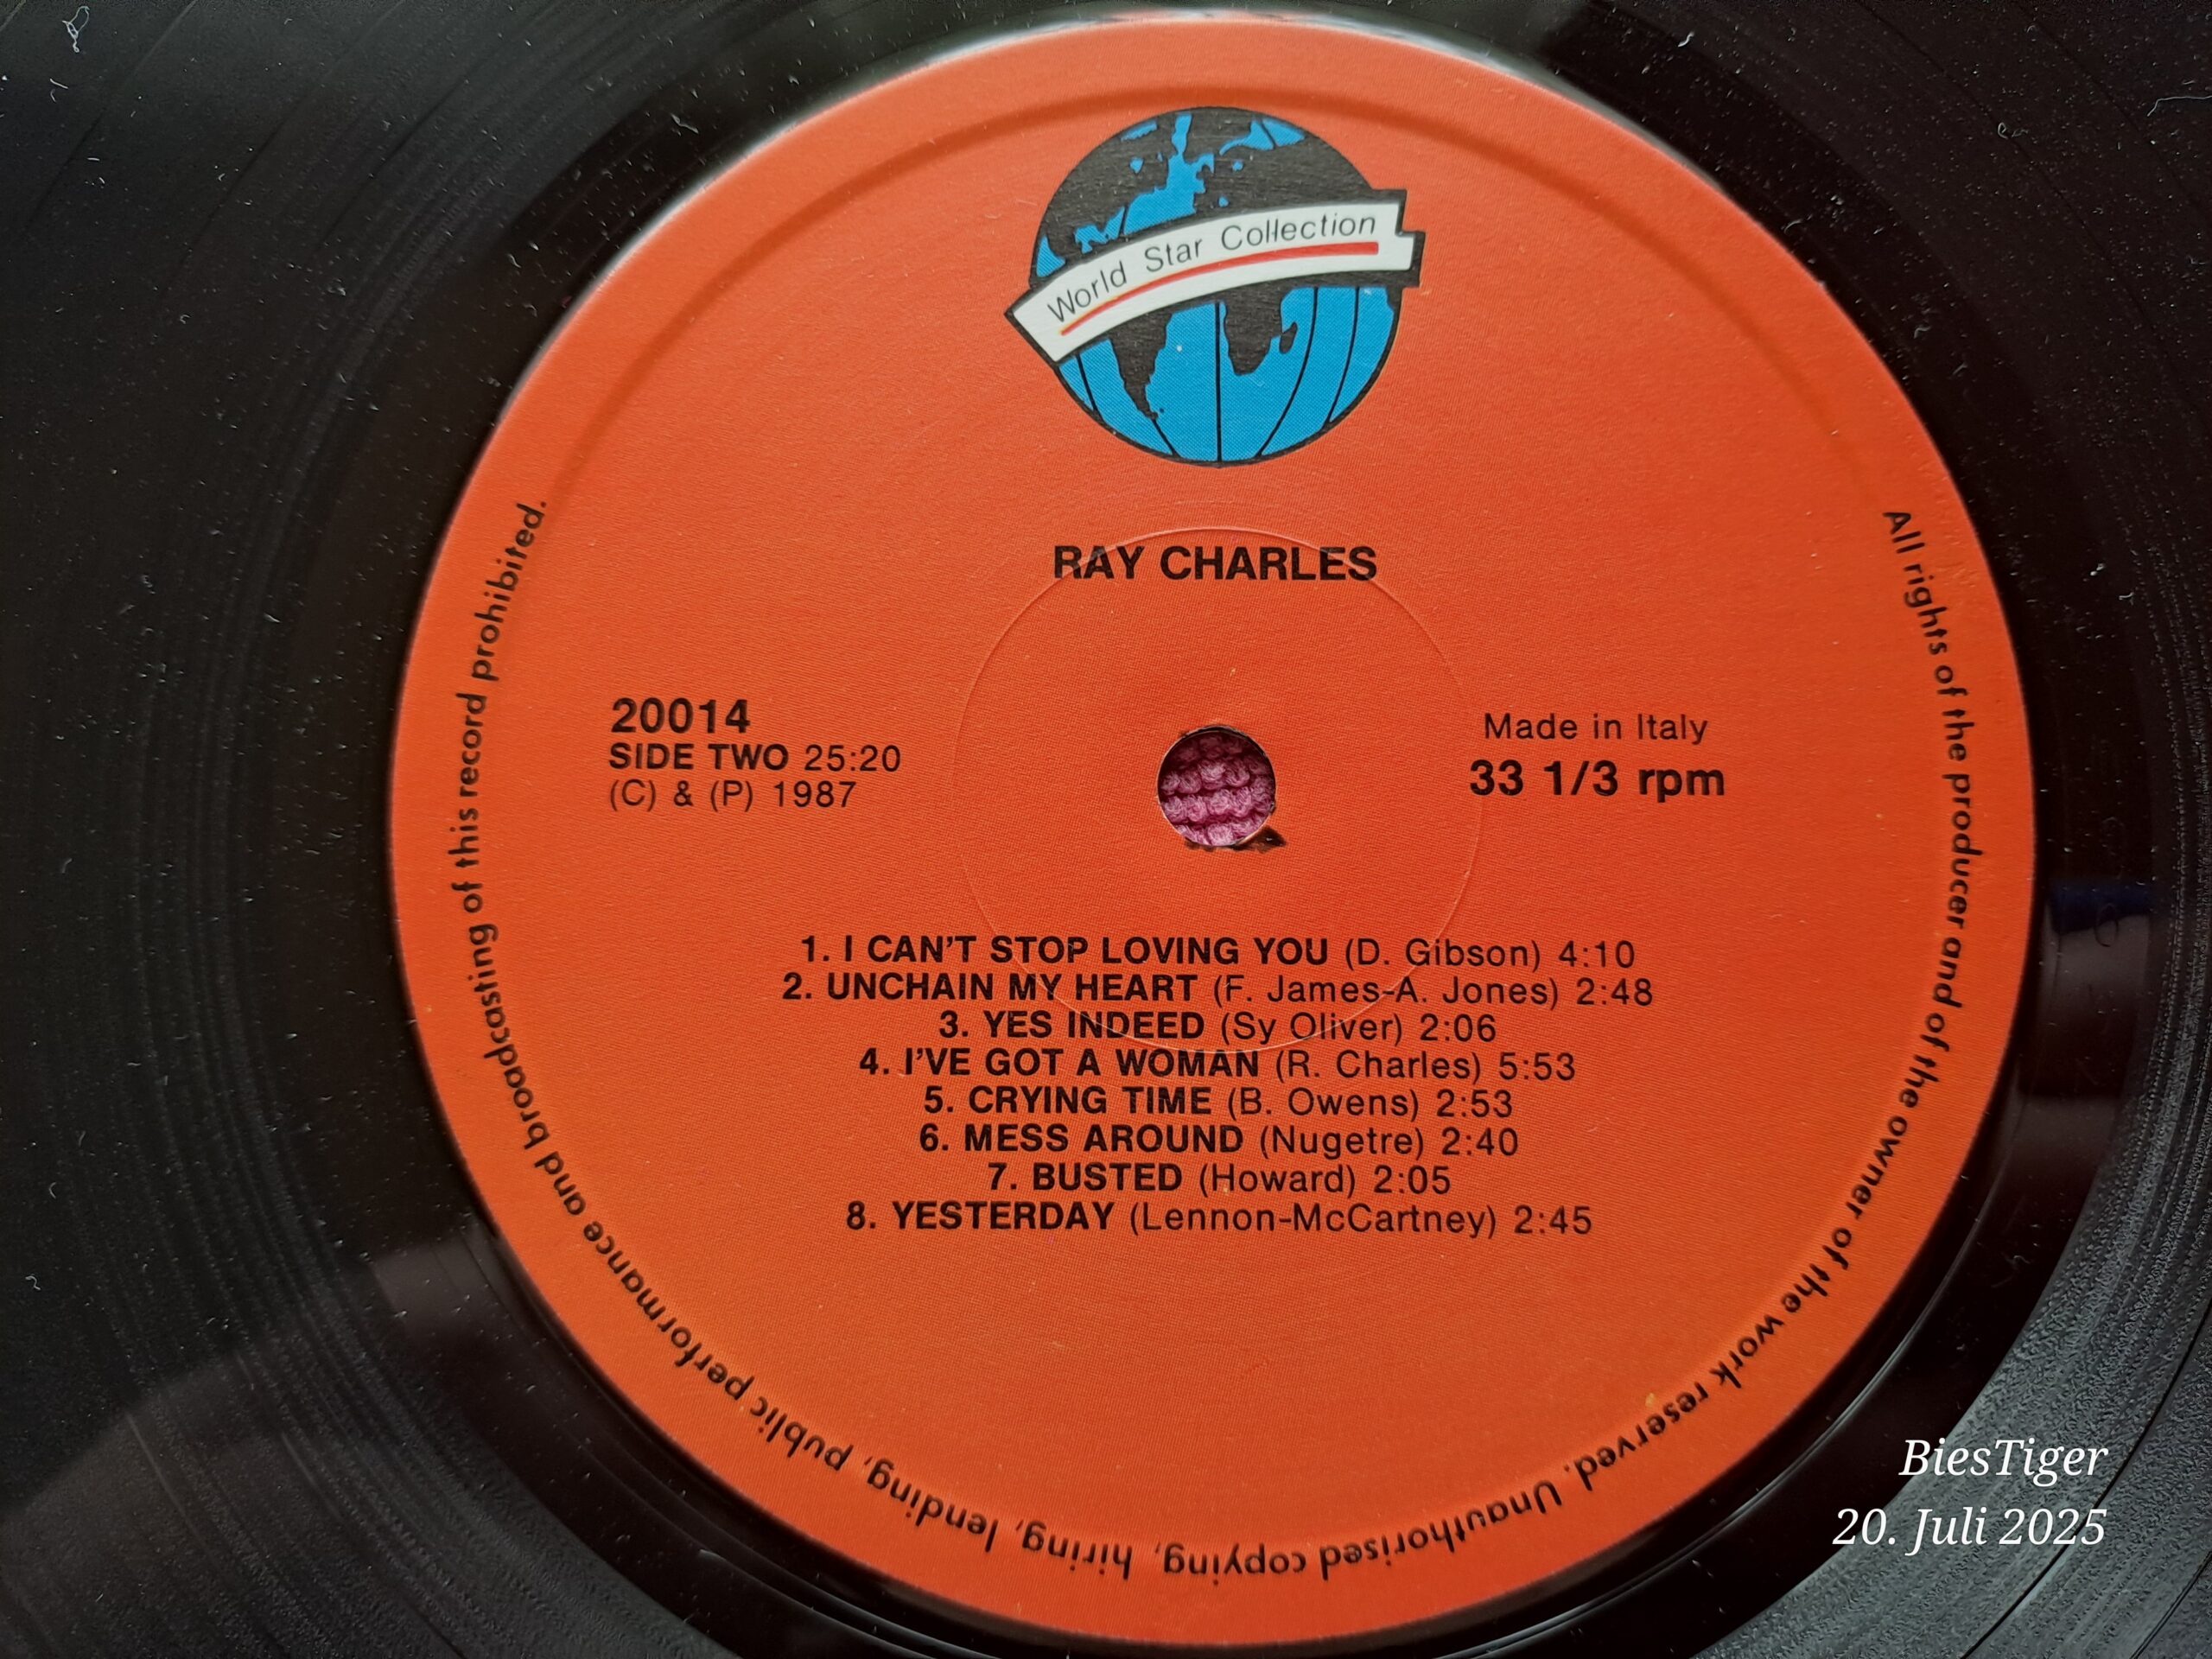 World Star Collection
RAY CHARLES
20014
SIDE TWO 25:20
(C) & (P) 1987
Made in Italy
33 1/3 rpm
1. I CAN'T STOP LOVING YOU (D. Gibson) 4:10
2. UNCHAIN MY HEART (F. James-A. Jones) 2:48
3. YES INDEED (Sy Oliver) 2:06
4. I'VE GOT A WOMAN (R. Charles) 5:53
5. CRYING TIME (B. Owens) 2:53
6. MESS AROUND (Nugetre) 2:40
7. BUSTED (Howard) 2:05
8. YESTERDAY (Lennon-McCartney) 2:45
All rights of the producer and of the owner of the work reserved. Unauthorised copying, hiring, lending, public performance and broadcasting of this record prohibited.
BiesTiger
20. Juli 2025